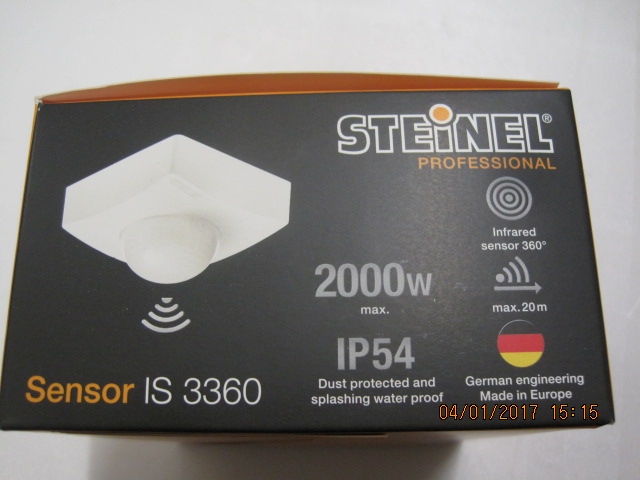 STEINEL®
PROFESSIONAL
Infrared
sensor 360°
2000W
max.
max. 20m
IP54
Dust protected and
splashing water proof
German engineering
Made in Europe
Sensor IS 3360
04/01/2017 15:15